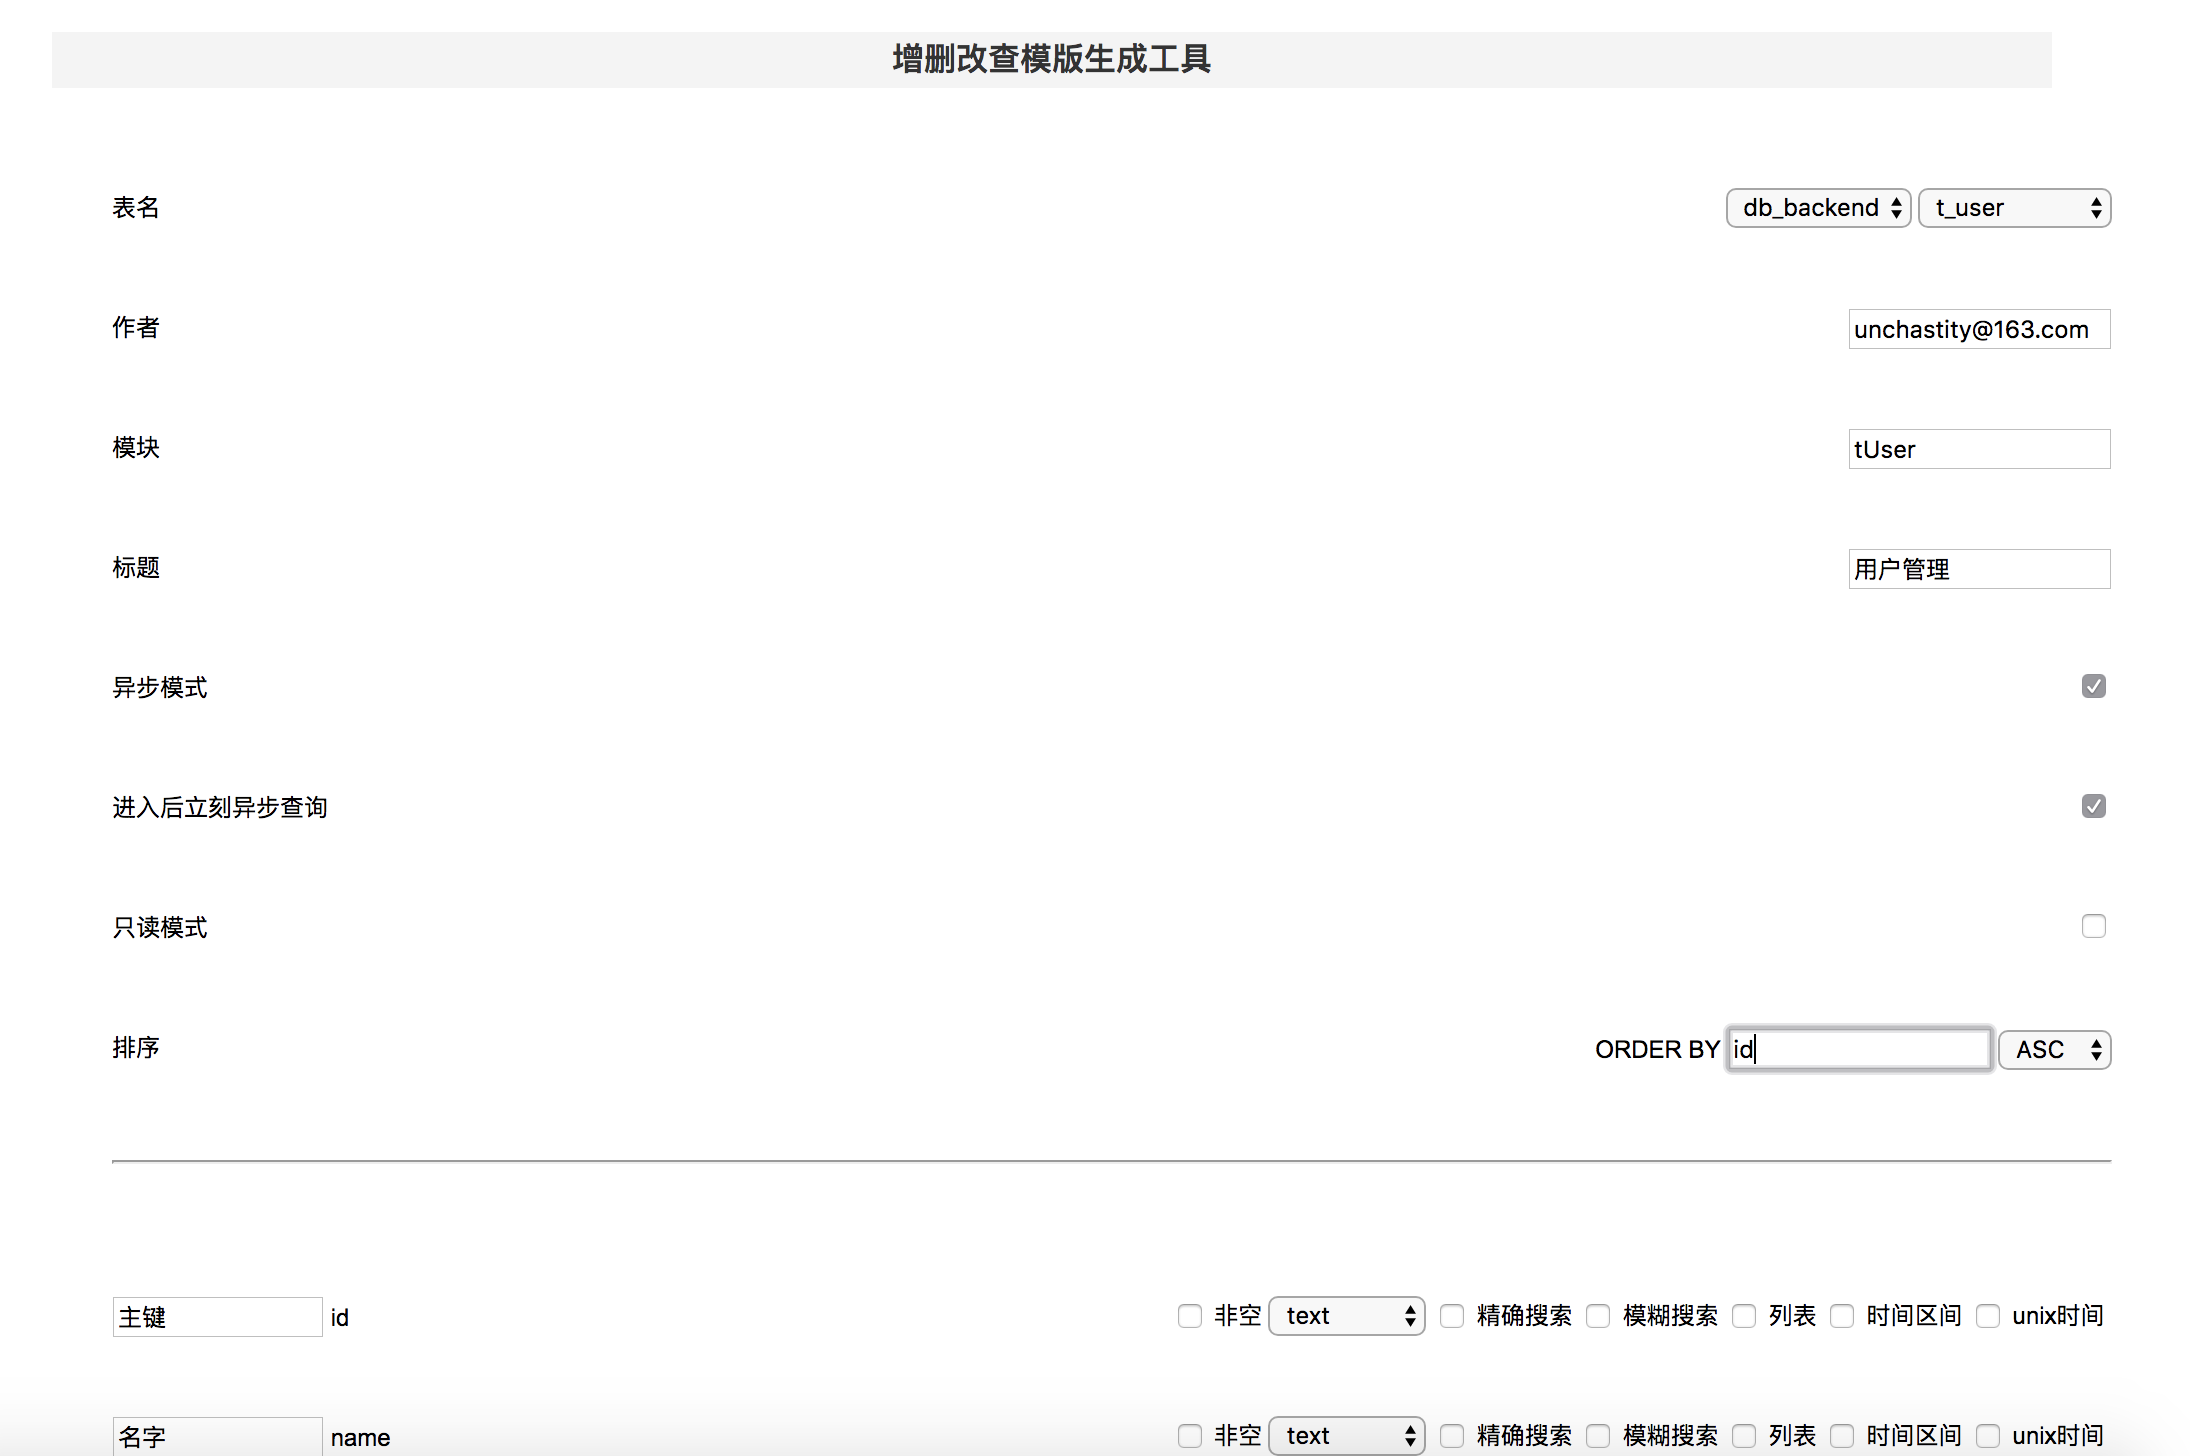 增删改查模版生成工具
表名 db_backend t_user
作者 unchastity@163.com
模块 tUser
标题 用户管理
异步模式
进入后立刻异步查询
只读模式
排序 ORDER BY id ASC
主键 id 非空 text 精确搜索 模糊搜索 列表 时间区间 unix时间
名字 name 非空 text 精确搜索 模糊搜索 列表 时间区间 unix时间